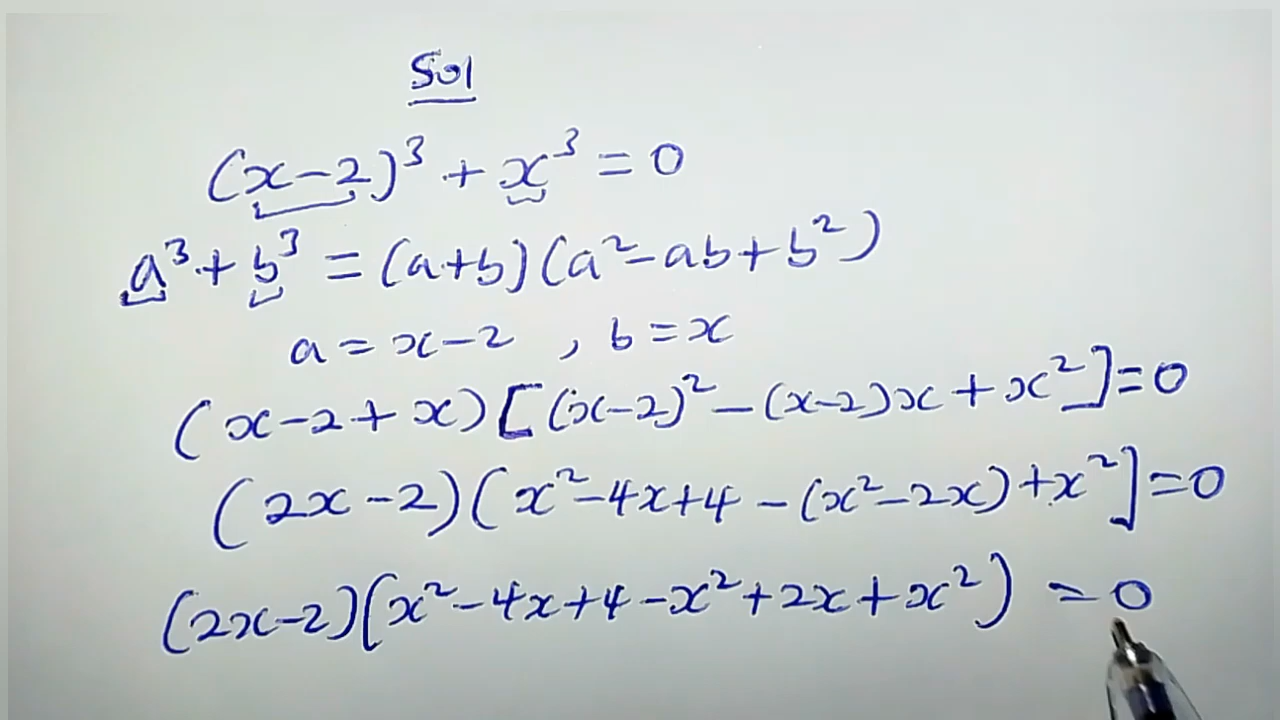 Sol
(x-2)³ + x³ = 0
a³ + b³ = (a+b)(a²-ab+b²)
a = x-2 , b = x
(x-2+x)[(x-2)²-(x-2)x+x²]=0
(2x-2)(x²-4x+4-(x²-2x)+x²]=0
(2x-2)(x²-4x+4-x²+2x+x²) = 0